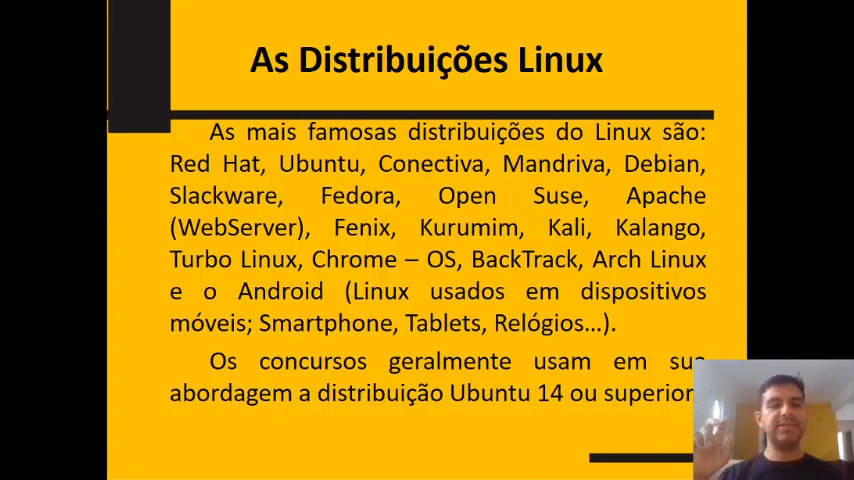 As Distribuições Linux
As mais famosas distribuições do Linux são:
Red Hat, Ubuntu, Conectiva, Mandriva, Debian,
Slackware, Fedora, Open Suse, Apache
(WebServer), Fenix, Kurumim, Kali, Kalango,
Turbo Linux, Chrome – OS, BackTrack, Arch Linux
e o Android (Linux usados em dispositivos
móveis; Smartphone, Tablets, Relógios...).
Os concursos geralmente usam em sua
abordagem a distribuição Ubuntu 14 ou superior